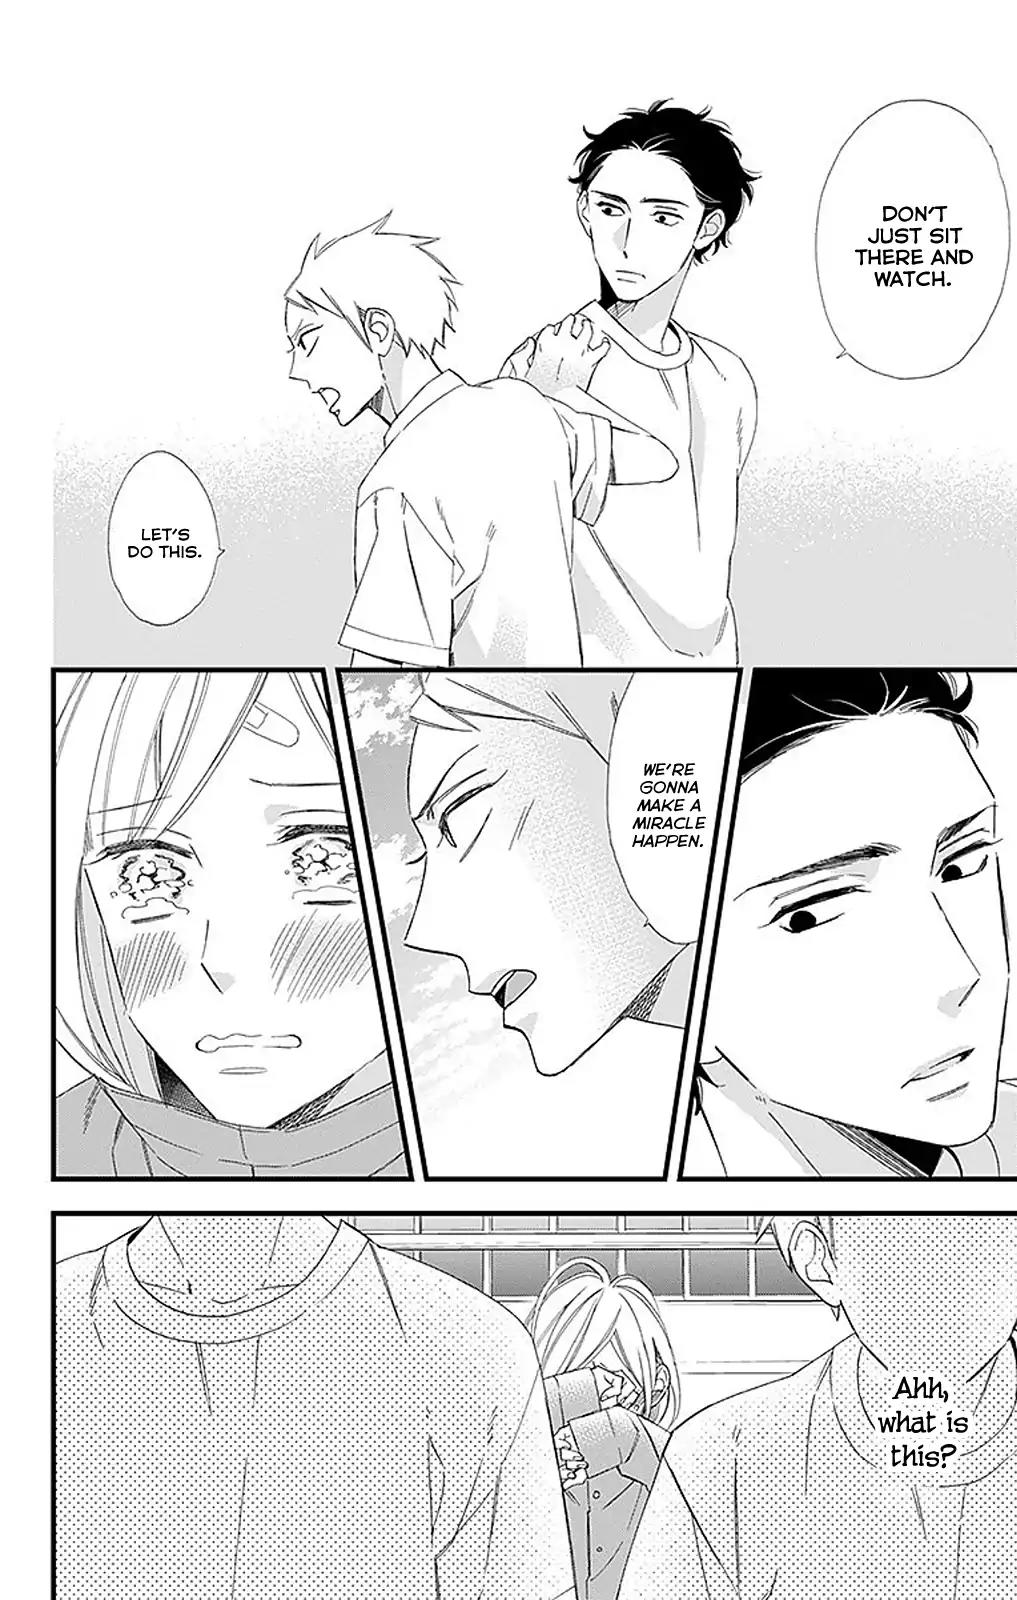 DON'T
JUST SIT
THERE AND
WATCH.
LET'S
DO THIS.
WE'RE
GONNA
MAKE A
MIRACLE
HAPPEN.
Ahh,
what is
this?